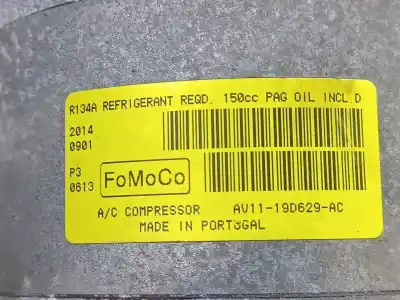 R134A REFRIGERANT REQD. 150cc PAG OIL INCL.D
2014
0901
P3
0613
FoMoCo
A/C COMPRESSOR AV11-19D629-AC
MADE IN PORTUGAL